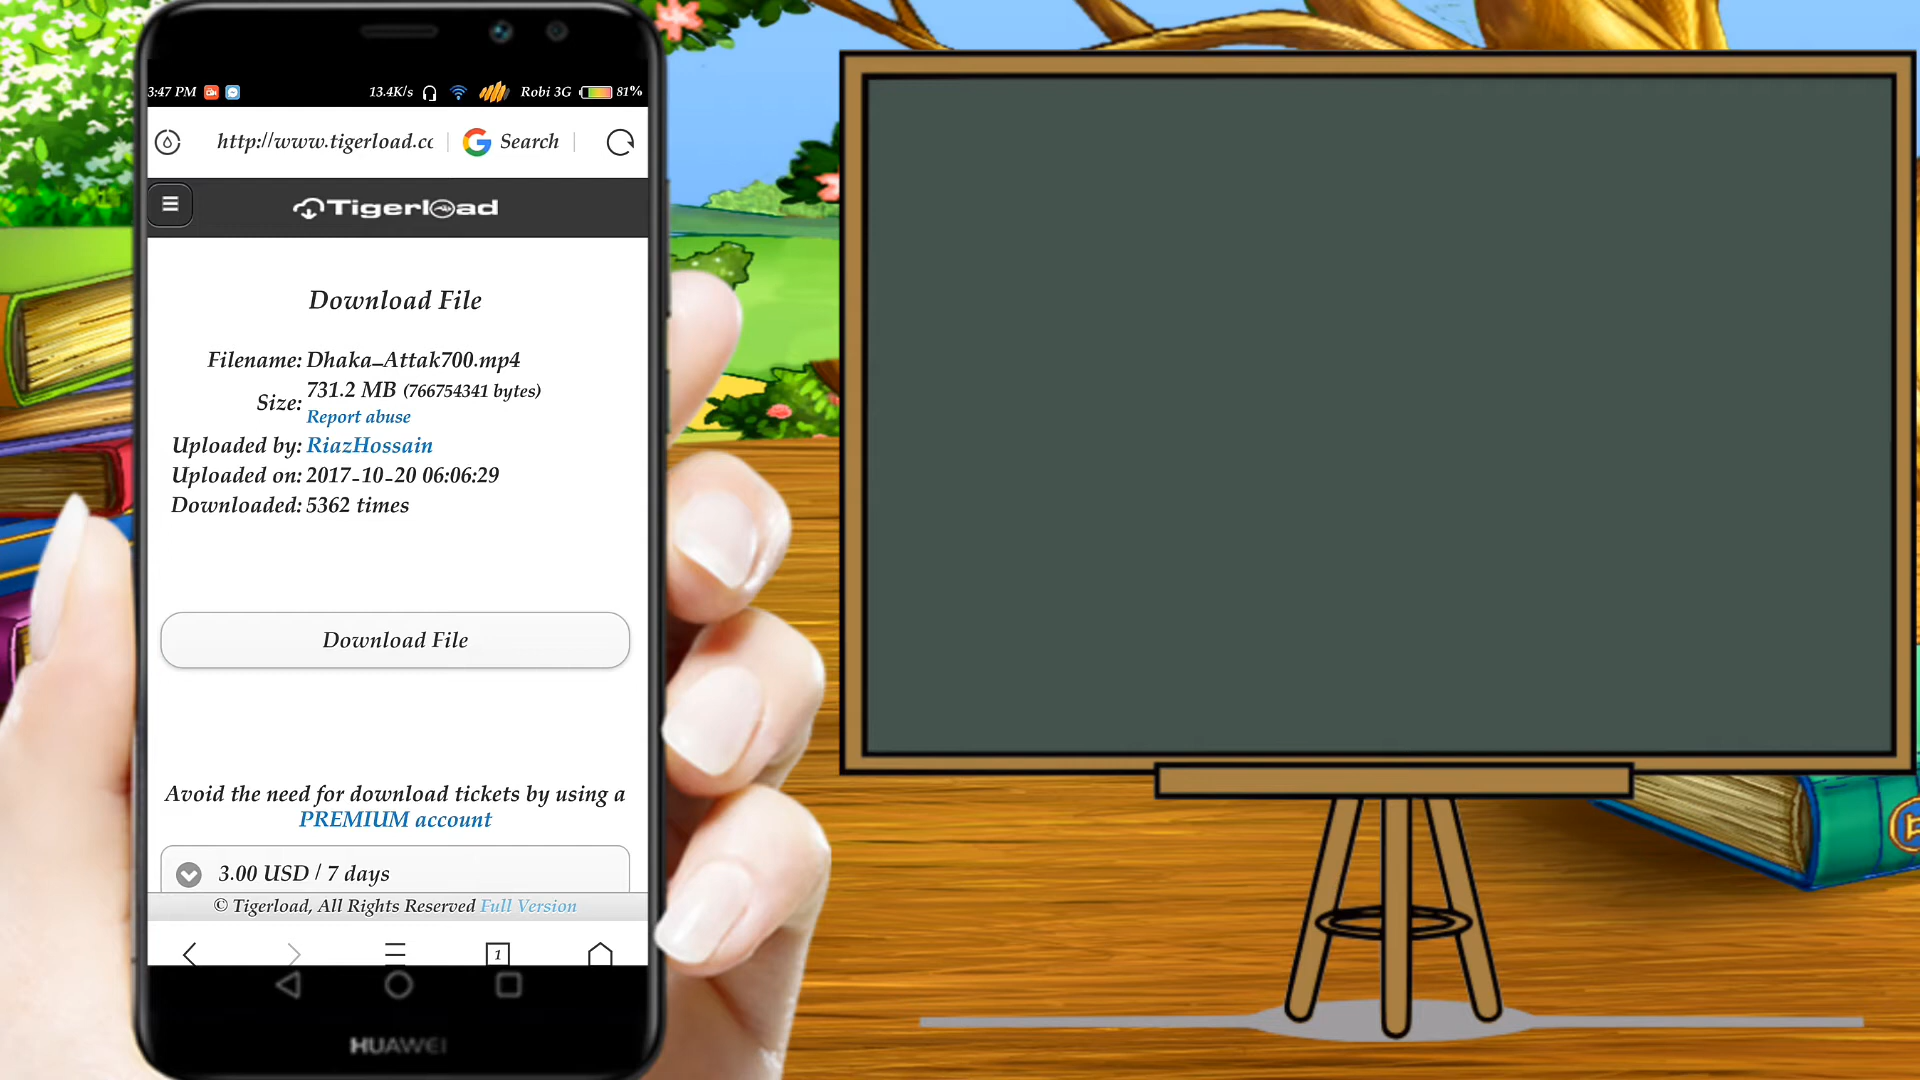 3:47 PM 13.4K/s Robi 3G 81%
http://www.tigerload.cc Search
Tigerload
Download File
Filename: Dhaka_Attak700.mp4
Size: 731.2 MB (766754341 bytes)
Report abuse
Uploaded by: RiazHossain
Uploaded on: 2017-10-20 06:06:29
Downloaded: 5362 times
Download File
Avoid the need for download tickets by using a
PREMIUM account
3.00 USD / 7 days
© Tigerload, All Rights Reserved Full Version
1
HUAWEI